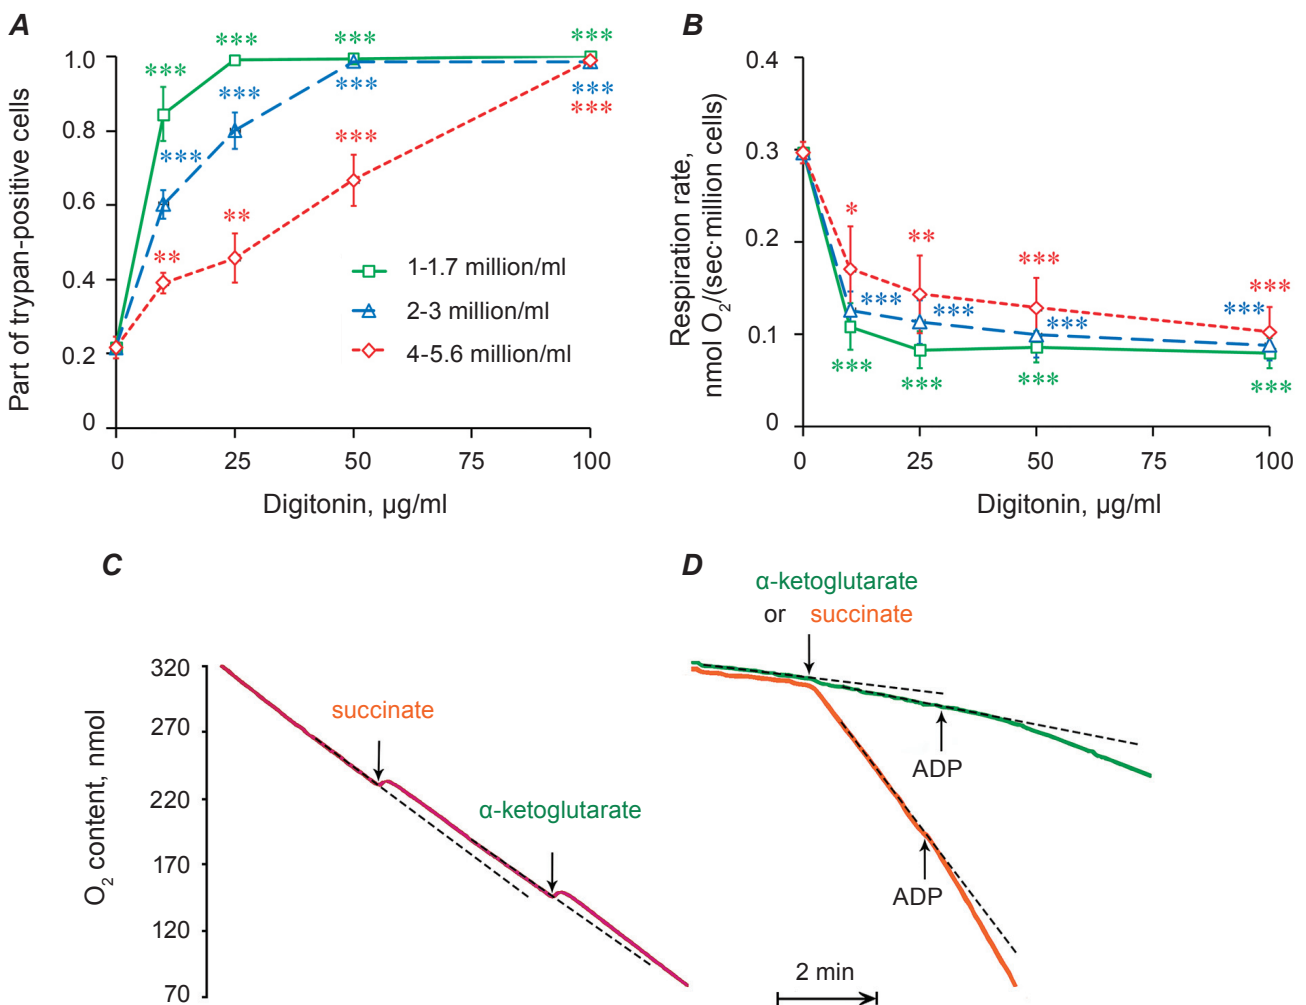 A
Part of trypan-positive cells
1.0
0.8
0.6
0.4
0.2
0
***
***
***
***
***
***
***
***
***
**
**
***
1-1.7 million/ml
2-3 million/ml
4-5.6 million/ml
0 25 50 75 100
Digitonin, µg/ml
B
Respiration rate,
nmol O2/(sec·million cells)
0.4
0.3
0.2
0.1
0
*
**
***
***
***
***
***
***
***
***
***
***
0 25 50 75 100
Digitonin, µg/ml
C
O2 content, nmol
320
270
220
170
120
70
succinate
α-ketoglutarate
D
α-ketoglutarate
or succinate
ADP
ADP
2 min